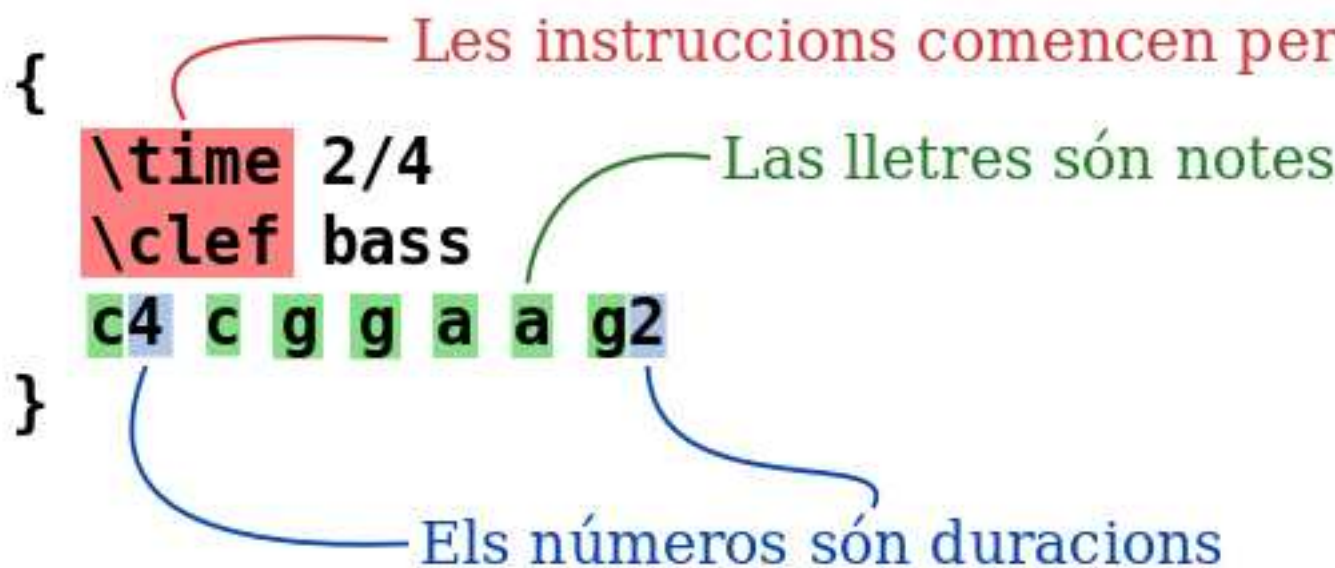 Les instruccions comencen per
{
\time 2/4
Las lletres són notes
\clef bass
c4 c g g a a g2
}
Els números són duracions